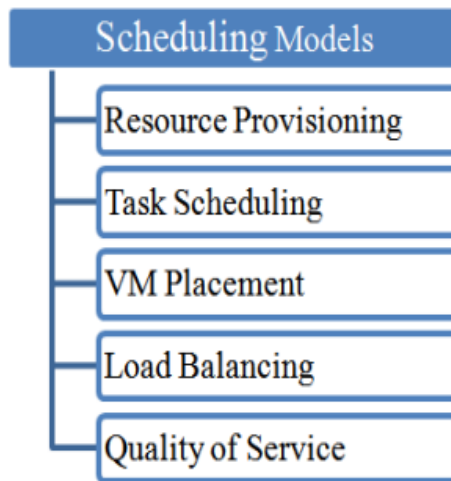 Scheduling Models
Resource Provisioning
Task Scheduling
VM Placement
Load Balancing
Quality of Service